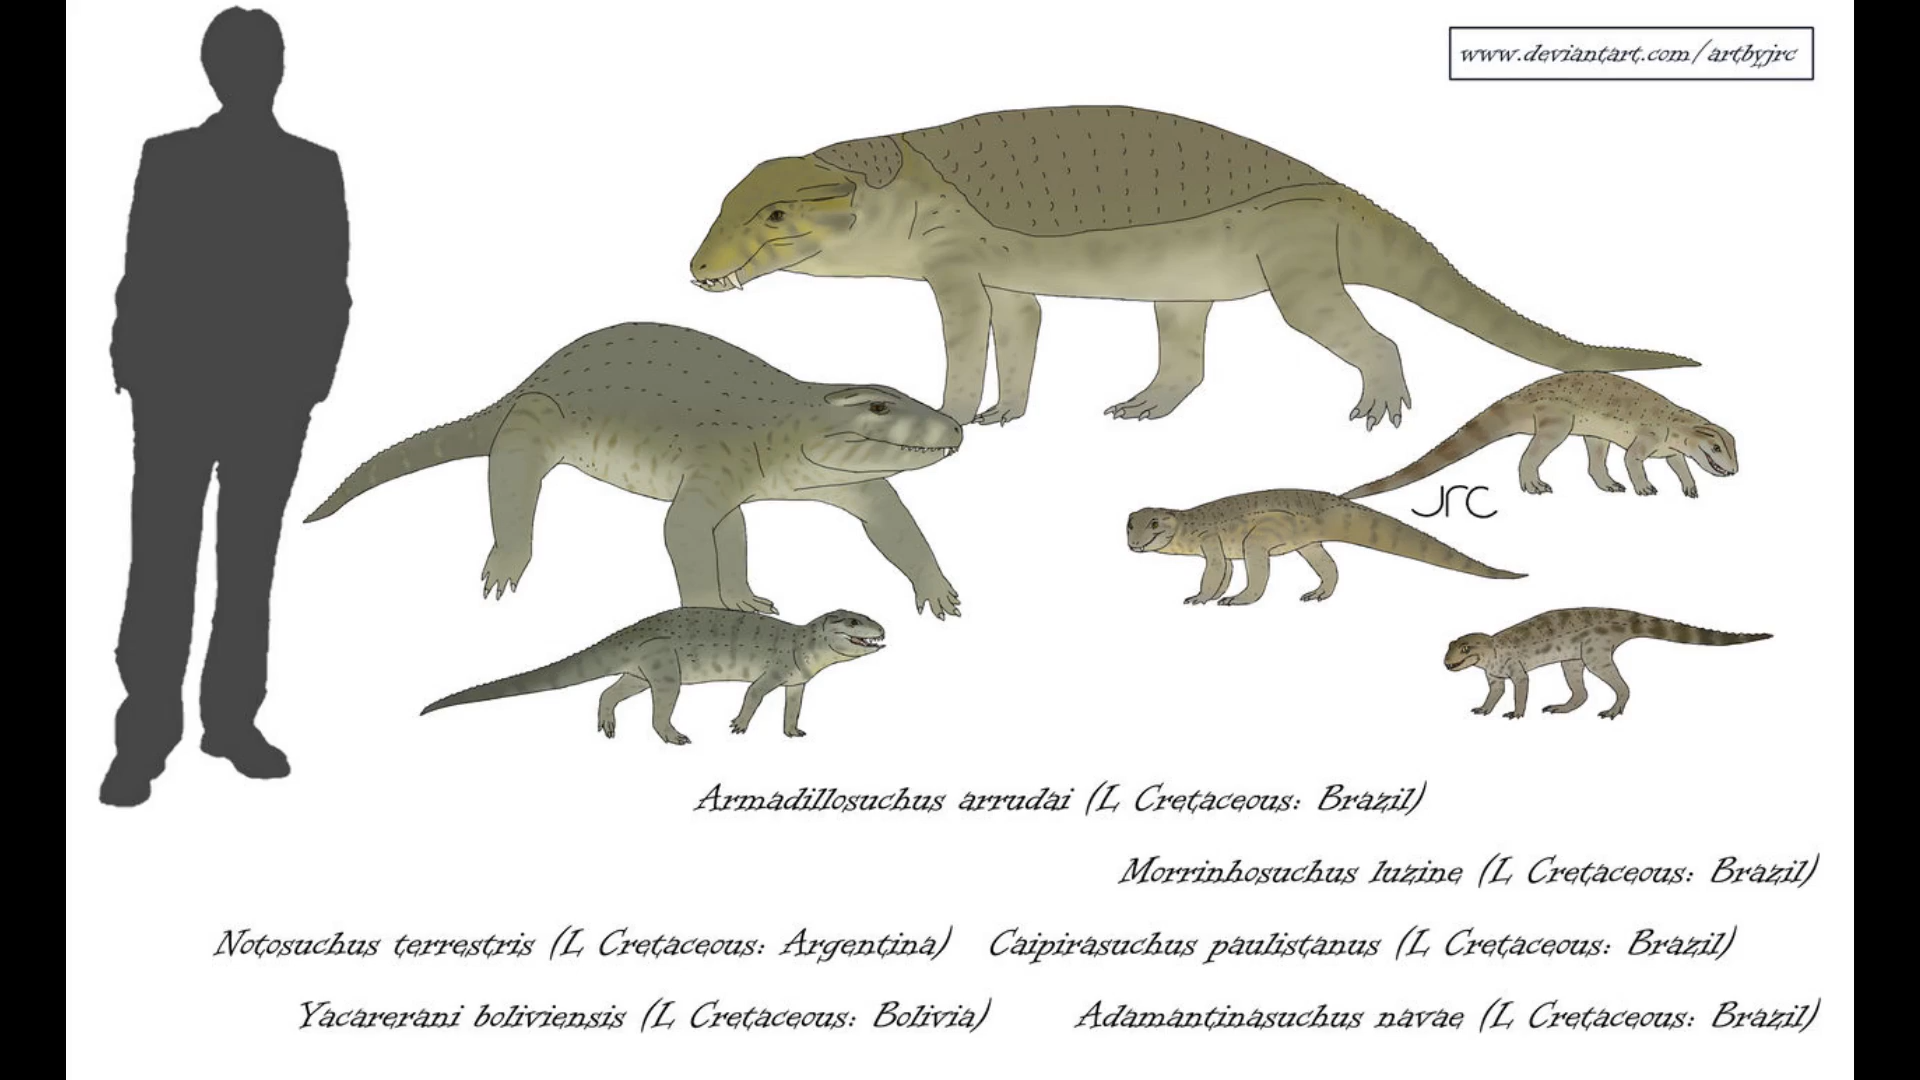 www.deviantart.com/artbyjrc
JrC
Armadillosuchus arrudai (L Cretaceous: Brazil)
Morrinhosuchus luzine (L Cretaceous: Brazil)
Notosuchus terrestris (L Cretaceous: Argentina) Caipirasuchus paulistanus (L Cretaceous: Brazil)
Yacarerani boliviensis (L Cretaceous: Bolivia) Adamantinasuchus navae (L Cretaceous: Brazil)